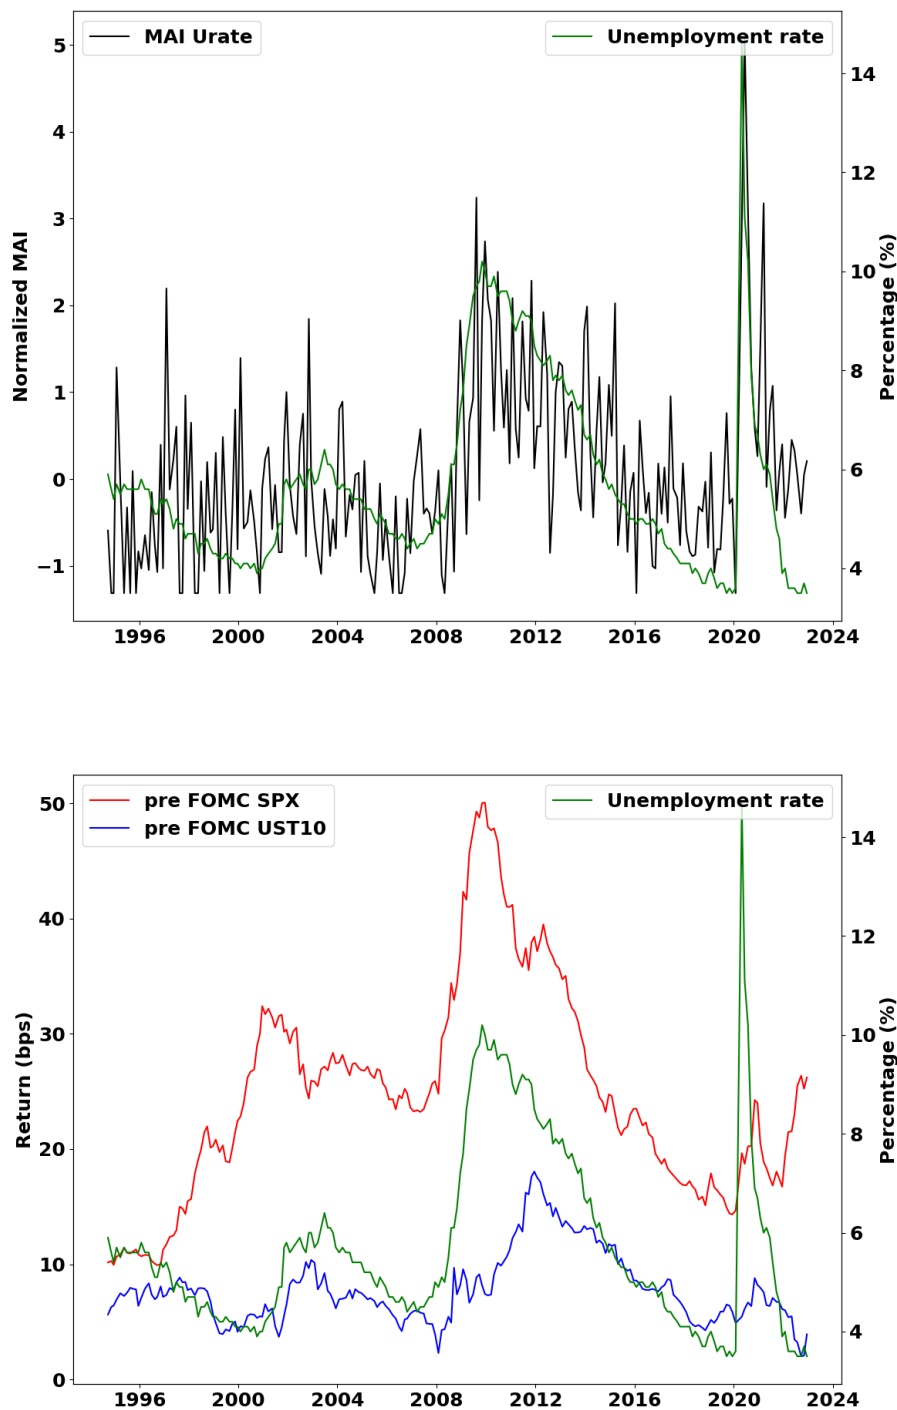 MAI Urate
Unemployment rate
Normalized MAI
5
4
3
2
1
0
−1
14
12
10
8
6
4
Percentage (%)
1996 2000 2004 2008 2012 2016 2020 2024
pre FOMC SPX
pre FOMC UST10
Unemployment rate
Return (bps)
50
40
30
20
10
0
14
12
10
8
6
4
Percentage (%)
1996 2000 2004 2008 2012 2016 2020 2024